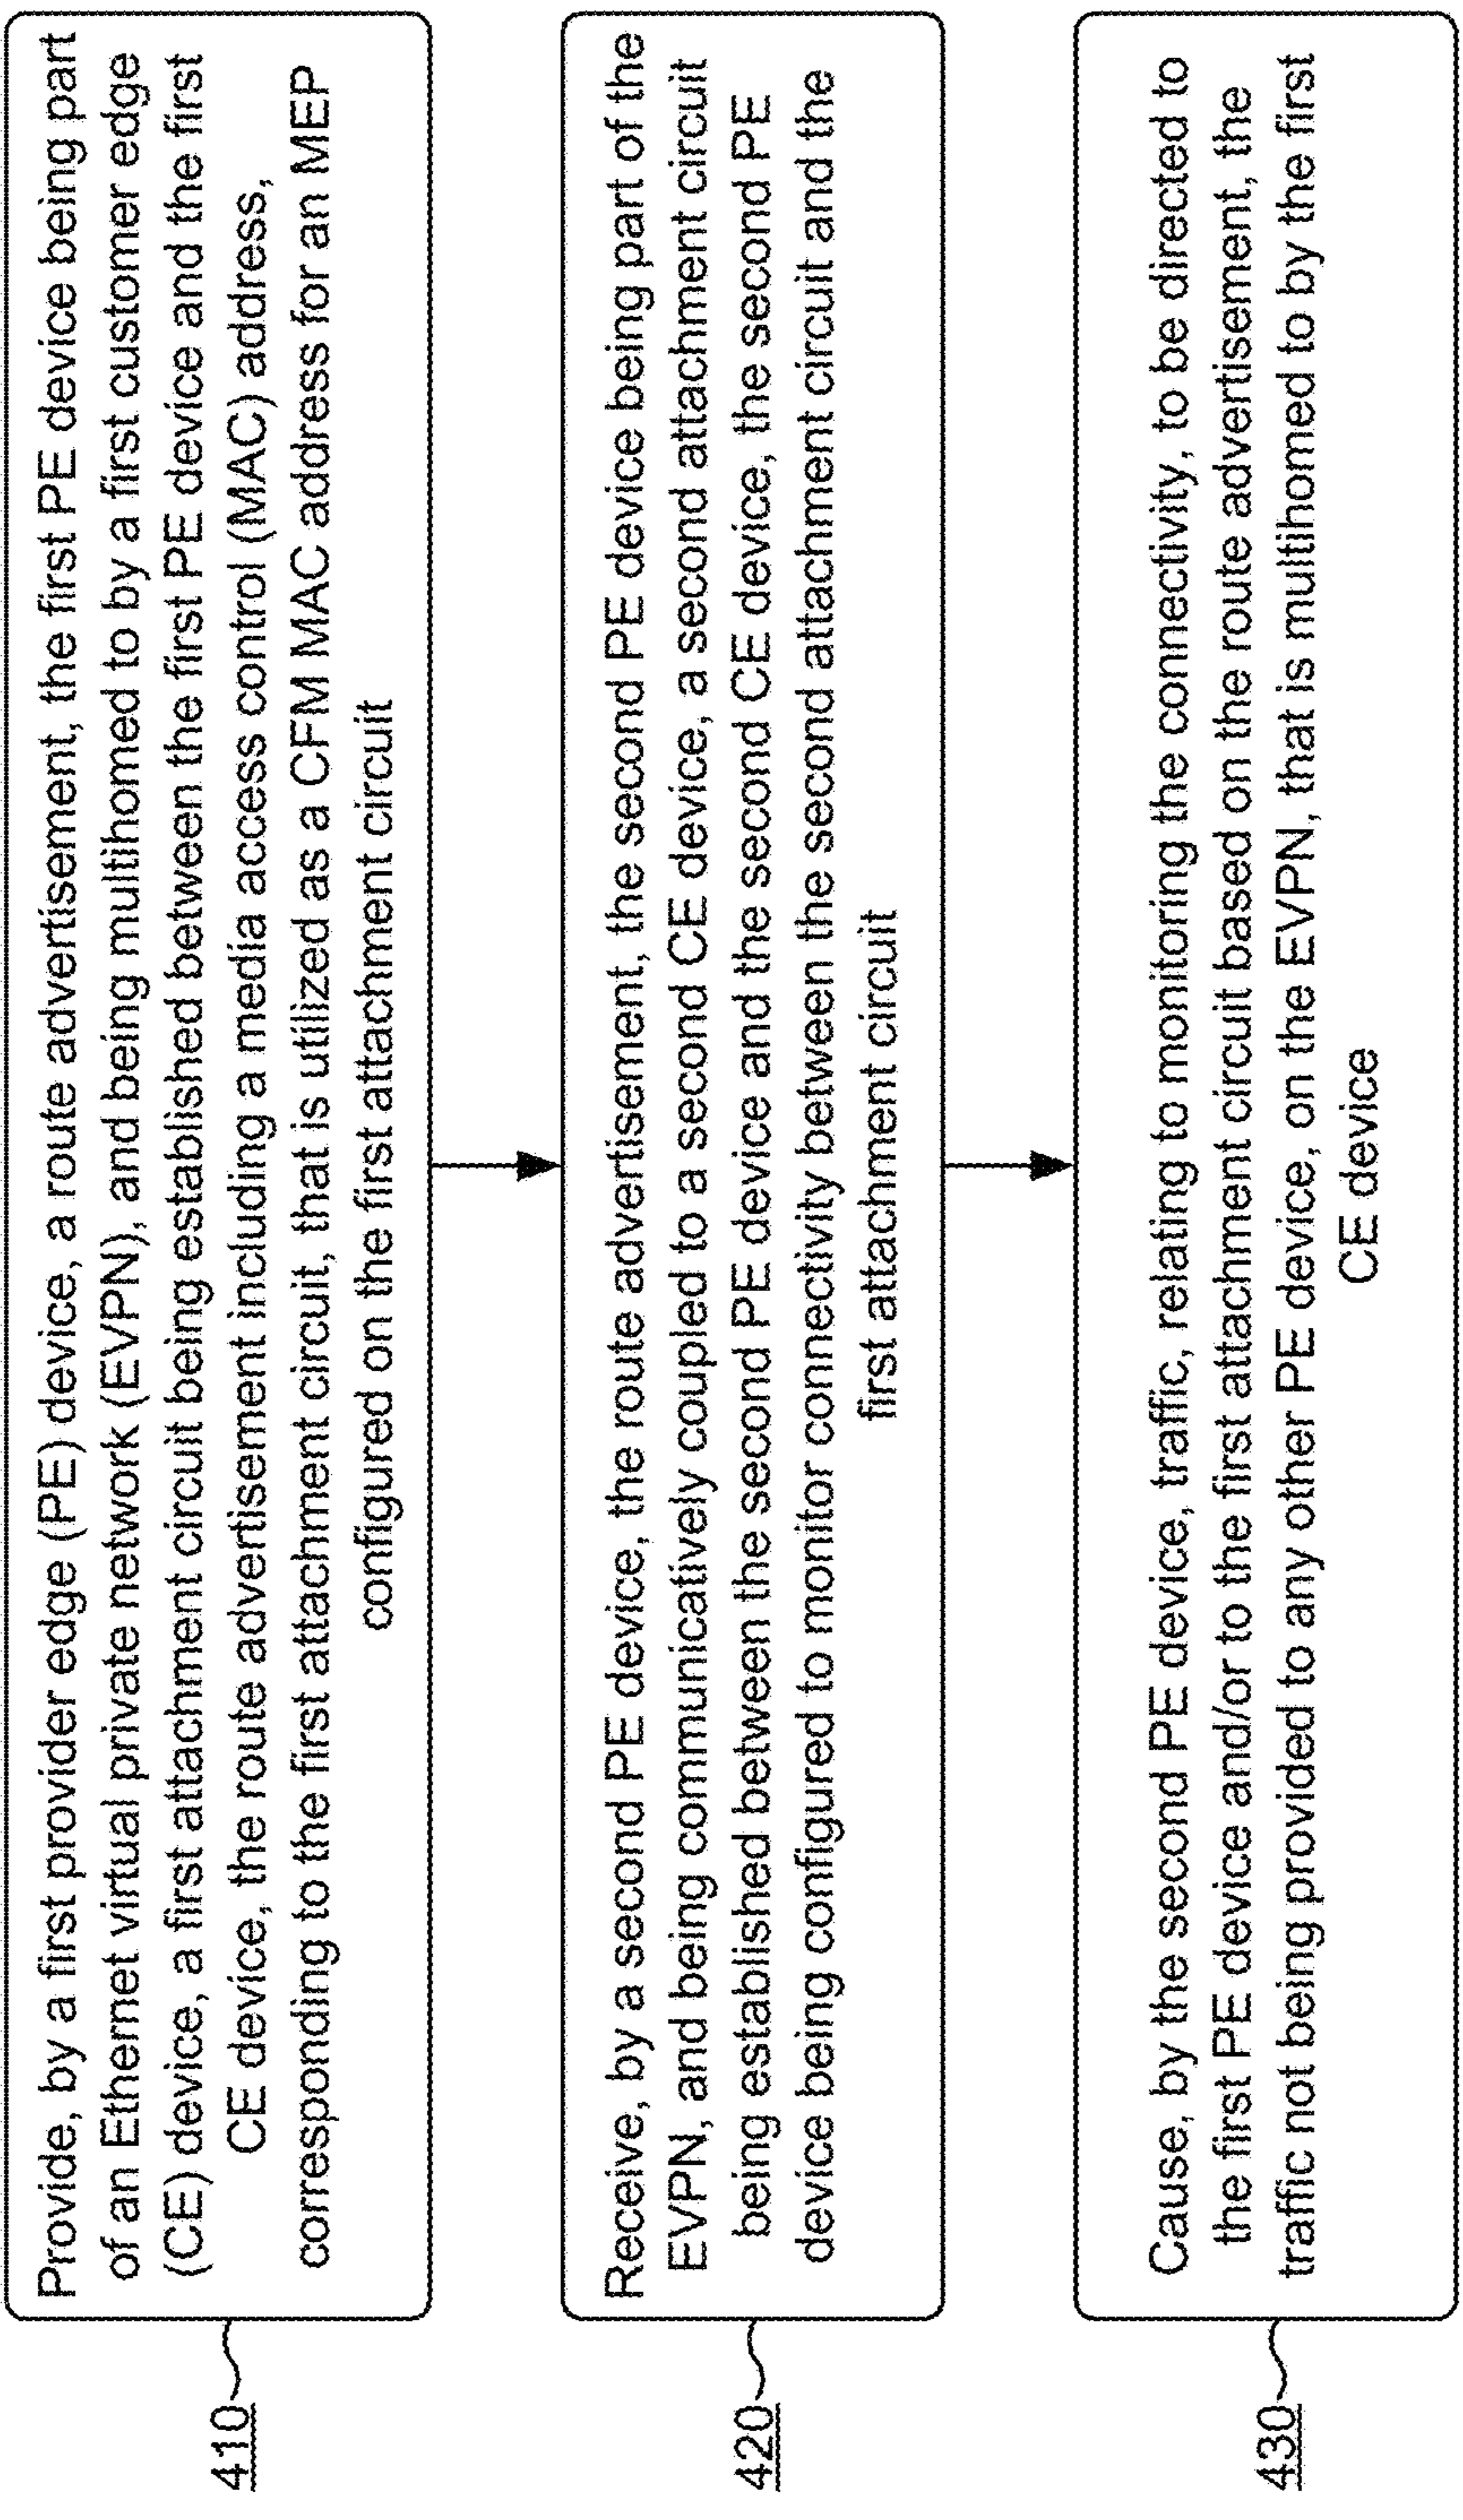 410
Provide, by a first provider edge (PE) device, a route advertisement, the first PE device being part
of an Ethernet virtual private network (EVPN), and being multihomed to by a first customer edge
(CE) device, a first attachment circuit being established between the first PE device and the first
CE device, the route advertisement including a media access control (MAC) address,
corresponding to the first attachment circuit, that is utilized as a CFM MAC address for an MEP
configured on the first attachment circuit
420
Receive, by a second PE device, the route advertisement, the second PE device being part of the
EVPN, and being communicatively coupled to a second CE device, a second attachment circuit
being established between the second PE device and the second CE device, the second PE
device being configured to monitor connectivity between the second attachment circuit and the
first attachment circuit
430
Cause, by the second PE device, traffic, relating to monitoring the connectivity, to be directed to
the first PE device and/or to the first attachment circuit based on the route advertisement, the
traffic not being provided to any other PE device, on the EVPN, that is multihomed to by the first
CE device